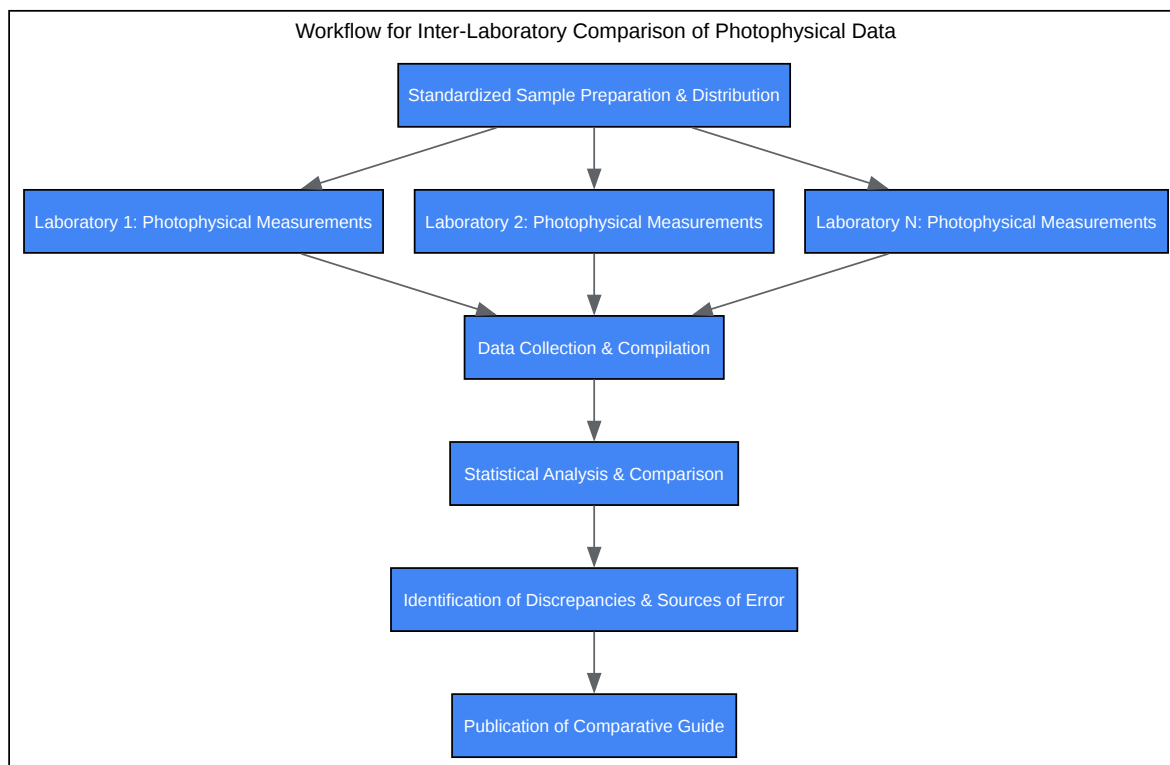 Workflow for Inter-Laboratory Comparison of Photophysical Data
Standardized Sample Preparation & Distribution
Laboratory 1: Photophysical Measurements
Laboratory 2: Photophysical Measurements
Laboratory N: Photophysical Measurements
Data Collection & Compilation
Statistical Analysis & Comparison
Identification of Discrepancies & Sources of Error
Publication of Comparative Guide